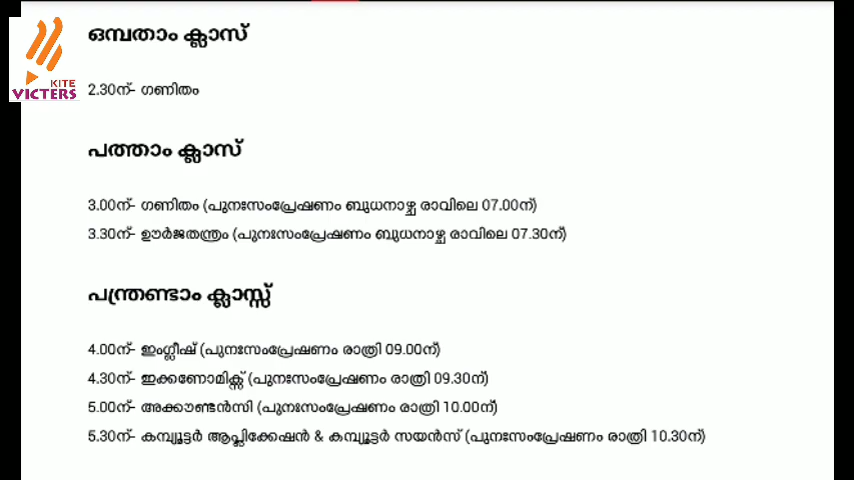 KITE
VICTERS
ഒമ്പതാം ക്ലാസ്
2.30ന്- ഗണിതം
പത്താം ക്ലാസ്
3.00ന്- ഗണിതം (പുനഃസംപ്രേഷണം ബുധനാഴ്ച രാവിലെ 07.00ന്)
3.30ന്- ഊർജതന്ത്രം (പുനഃസംപ്രേഷണം ബുധനാഴ്ച രാവിലെ 07.30ന്)
പന്ത്രണ്ടാം ക്ലാസ്സ്
4.00ന്- ഇംഗ്ലീഷ് (പുനഃസംപ്രേഷണം രാത്രി 09.00ന്)
4.30ന്- ഇക്കണോമിക്സ് (പുനഃസംപ്രേഷണം രാത്രി 09.30ന്)
5.00ന്- അക്കൗണ്ടൻസി (പുനഃസംപ്രേഷണം രാത്രി 10.00ന്)
5.30ന്- കമ്പ്യൂട്ടർ ആപ്ലിക്കേഷൻ & കമ്പ്യൂട്ടർ സയൻസ് (പുനഃസംപ്രേഷണം രാത്രി 10.30ന്)